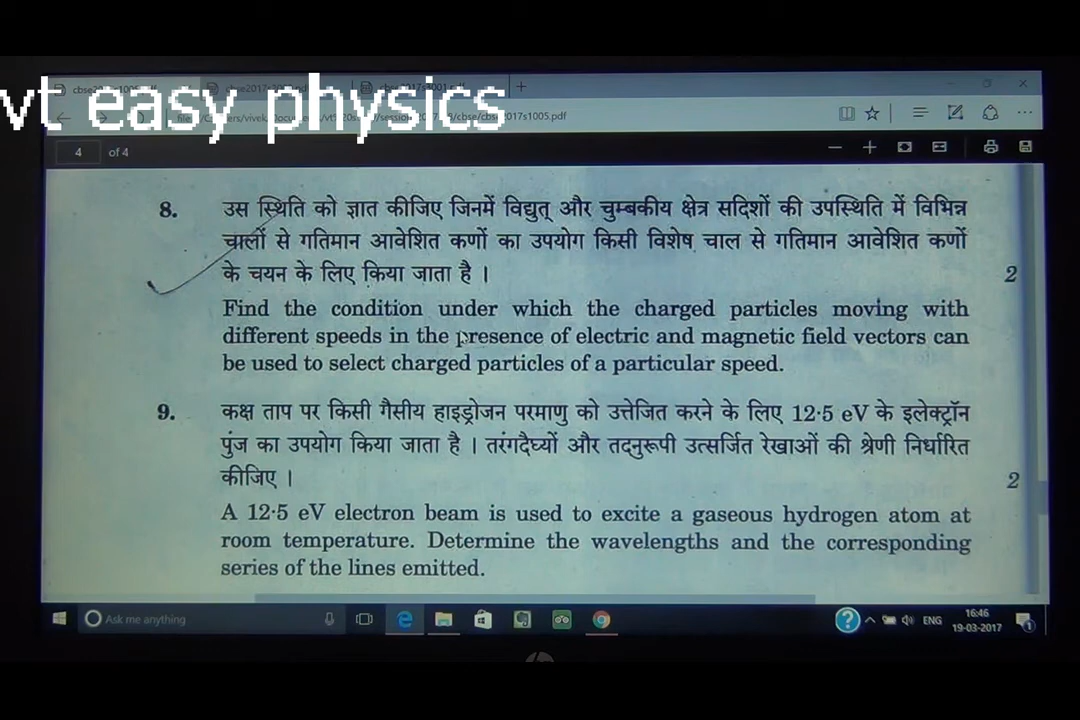 vt easy physics
4 of 4
8. उस स्थिति को ज्ञात कीजिए जिनमें विद्युत् और चुम्बकीय क्षेत्र सदिशों की उपस्थिति में विभिन्न
चालों से गतिमान आवेशित कणों का उपयोग किसी विशेष चाल से गतिमान आवेशित कणों
के चयन के लिए किया जाता है । 2
Find the condition under which the charged particles moving with
different speeds in the presence of electric and magnetic field vectors can
be used to select charged particles of a particular speed.
9. कक्ष ताप पर किसी गैसीय हाइड्रोजन परमाणु को उत्तेजित करने के लिए 12·5 eV के इलेक्ट्रॉन
पुंज का उपयोग किया जाता है । तरंगदैर्घ्यों और तदनुरूपी उत्सर्जित रेखाओं की श्रेणी निर्धारित
कीजिए । 2
A 12·5 eV electron beam is used to excite a gaseous hydrogen atom at
room temperature. Determine the wavelengths and the corresponding
series of the lines emitted.
Ask me anything
ENG
16:46
19-03-2017